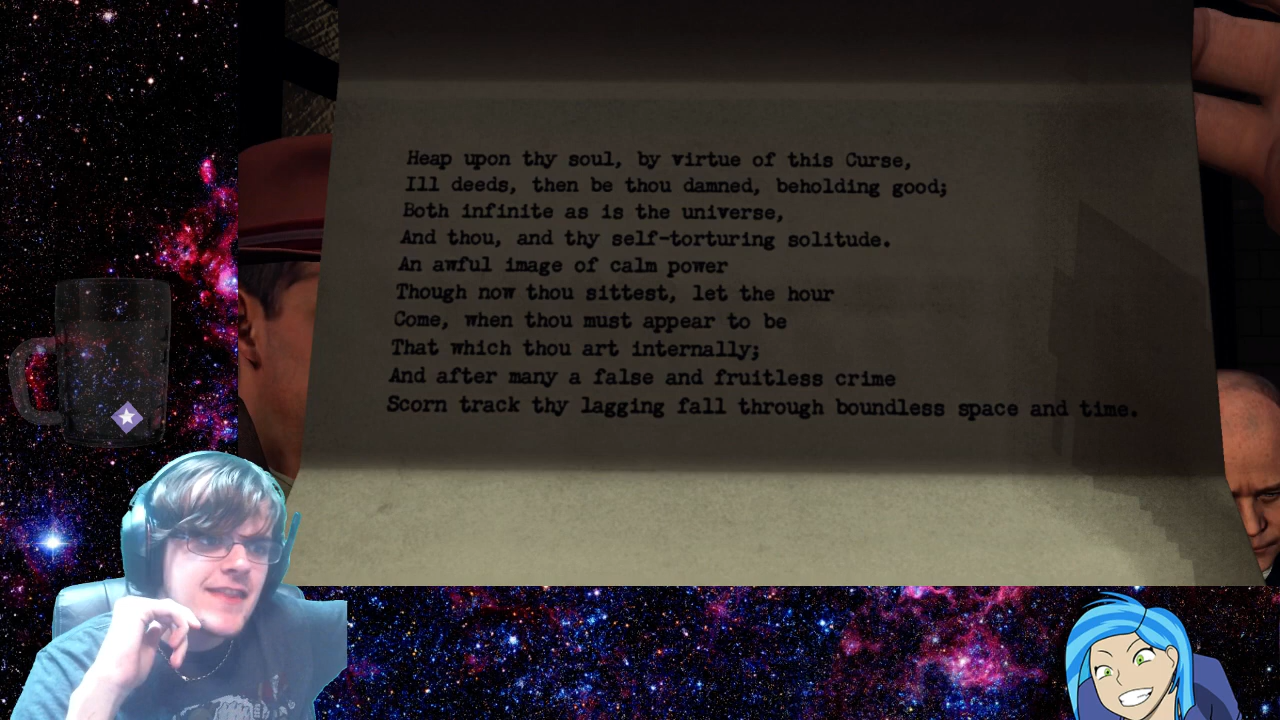 Heap upon thy soul, by virtue of this Curse,
Ill deeds, then be thou damned, beholding good;
Both infinite as is the universe,
And thou, and thy self-torturing solitude.
An awful image of calm power
Though now thou sittest, let the hour
Come, when thou must appear to be
That which thou art internally;
And after many a false and fruitless crime
Scorn track thy lagging fall through boundless space and time.